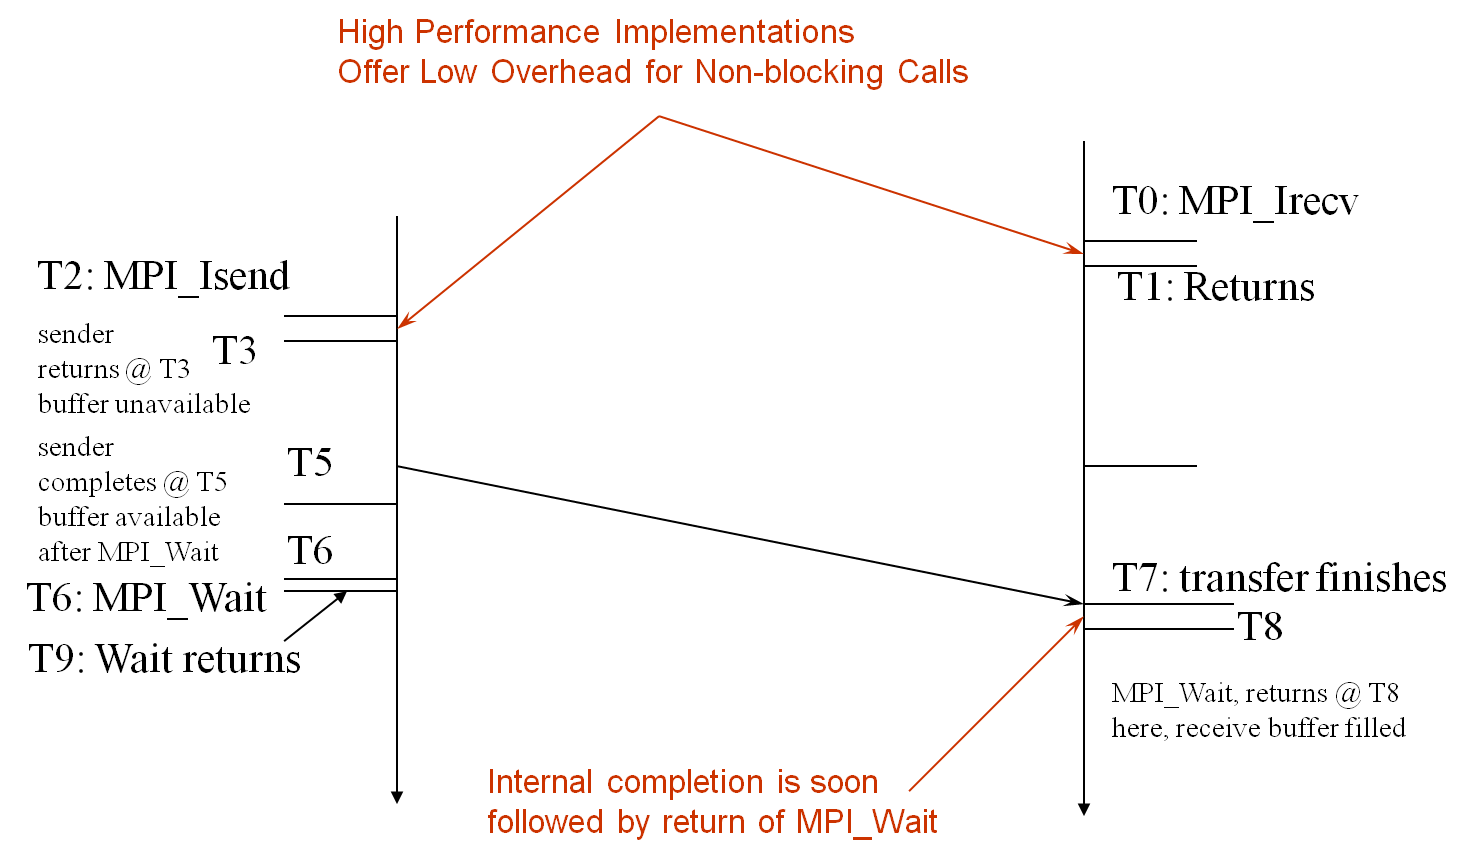 High Performance Implementations
Offer Low Overhead for Non-blocking Calls
T0: MPI_Irecv
T1: Returns
T2: MPI_Isend
sender
returns @ T3
buffer unavailable
T3
sender
completes @ T5
buffer available
after MPI_Wait
T5
T6
T6: MPI_Wait
T9: Wait returns
T7: transfer finishes
T8
MPI_Wait, returns @ T8
here, receive buffer filled
Internal completion is soon
followed by return of MPI_Wait